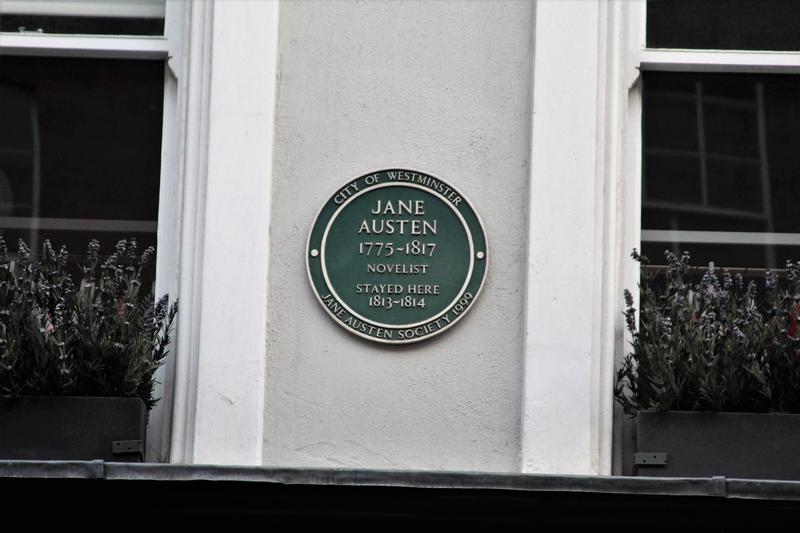 CITY OF WESTMINSTER
JANE
AUSTEN
1775~1817
NOVELIST
STAYED HERE
1813~1814
JANE AUSTEN SOCIETY 1999